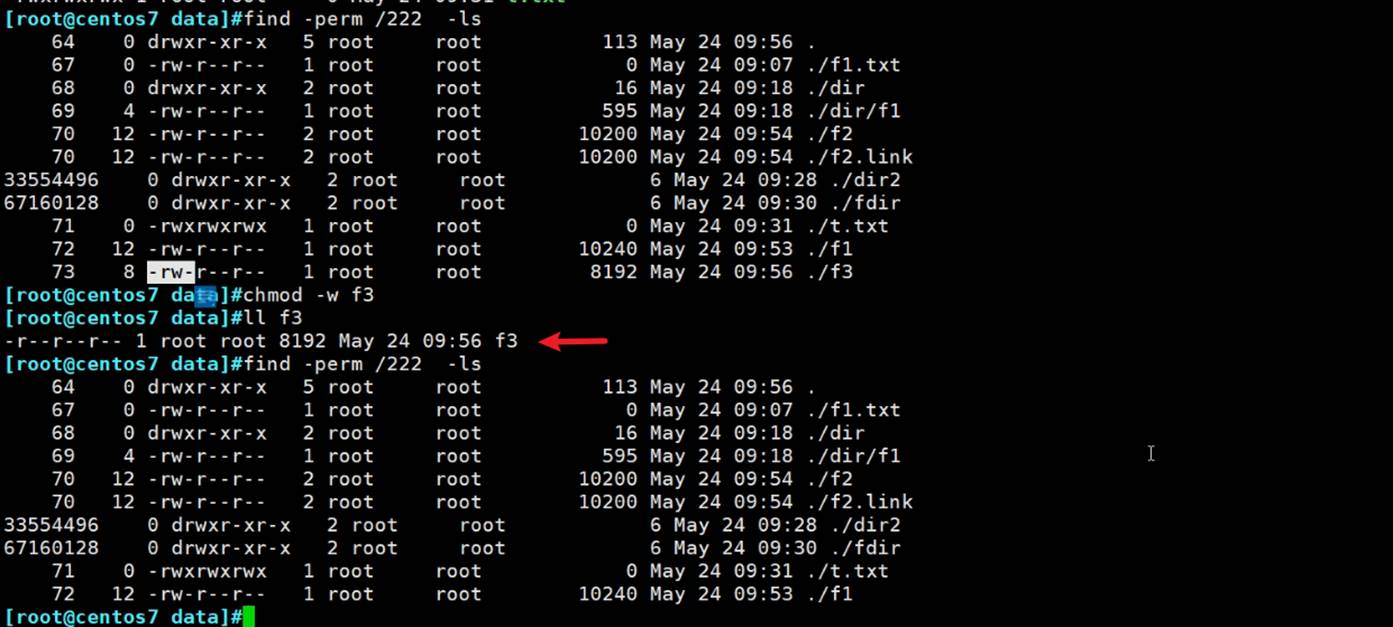 [root@centos7 data]#find -perm /222  -ls
    64    0 drwxr-xr-x   5 root     root          113 May 24 09:56 .
    67    0 -rw-r--r--   1 root     root            0 May 24 09:07 ./f1.txt
    68    0 drwxr-xr-x   2 root     root           16 May 24 09:18 ./dir
    69    4 -rw-r--r--   1 root     root          595 May 24 09:18 ./dir/f1
    70   12 -rw-r--r--   2 root     root        10200 May 24 09:54 ./f2
    70   12 -rw-r--r--   2 root     root        10200 May 24 09:54 ./f2.link
33554496    0 drwxr-xr-x   2 root     root            6 May 24 09:28 ./dir2
67160128    0 drwxr-xr-x   2 root     root            6 May 24 09:30 ./fdir
    71    0 -rwxrwxrwx   1 root     root            0 May 24 09:31 ./t.txt
    72   12 -rw-r--r--   1 root     root        10240 May 24 09:53 ./f1
    73    8 -rw-r--r--   1 root     root         8192 May 24 09:56 ./f3
[root@centos7 data]#chmod -w f3
[root@centos7 data]#ll f3
-r--r--r-- 1 root root 8192 May 24 09:56 f3
[root@centos7 data]#find -perm /222  -ls
    64    0 drwxr-xr-x   5 root     root          113 May 24 09:56 .
    67    0 -rw-r--r--   1 root     root            0 May 24 09:07 ./f1.txt
    68    0 drwxr-xr-x   2 root     root           16 May 24 09:18 ./dir
    69    4 -rw-r--r--   1 root     root          595 May 24 09:18 ./dir/f1
    70   12 -rw-r--r--   2 root     root        10200 May 24 09:54 ./f2
    70   12 -rw-r--r--   2 root     root        10200 May 24 09:54 ./f2.link
33554496    0 drwxr-xr-x   2 root     root            6 May 24 09:28 ./dir2
67160128    0 drwxr-xr-x   2 root     root            6 May 24 09:30 ./fdir
    71    0 -rwxrwxrwx   1 root     root            0 May 24 09:31 ./t.txt
    72   12 -rw-r--r--   1 root     root        10240 May 24 09:53 ./f1
[root@centos7 data]#